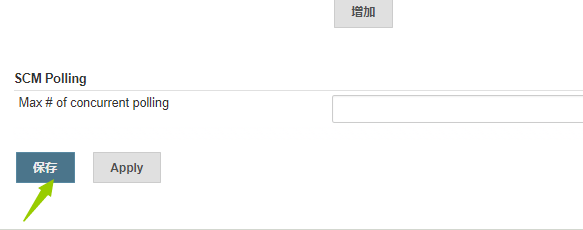 增加
SCM Polling
Max # of concurrent polling
保存
Apply